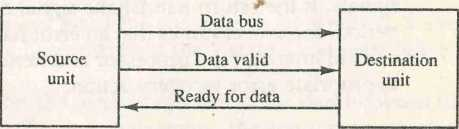 Data bus
Source
unit
Data valid
Destination
unit
Ready for data